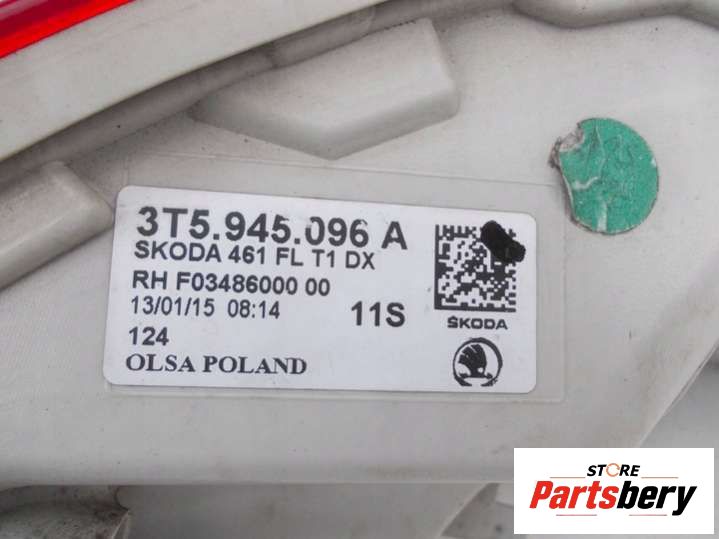 3T5.945.096 A
SKODA 461 FL T1 DX
RH F03486000 00
13/01/15 08:14 11S
ŠKODA
124
OLSA POLAND
STORE
Partsbery